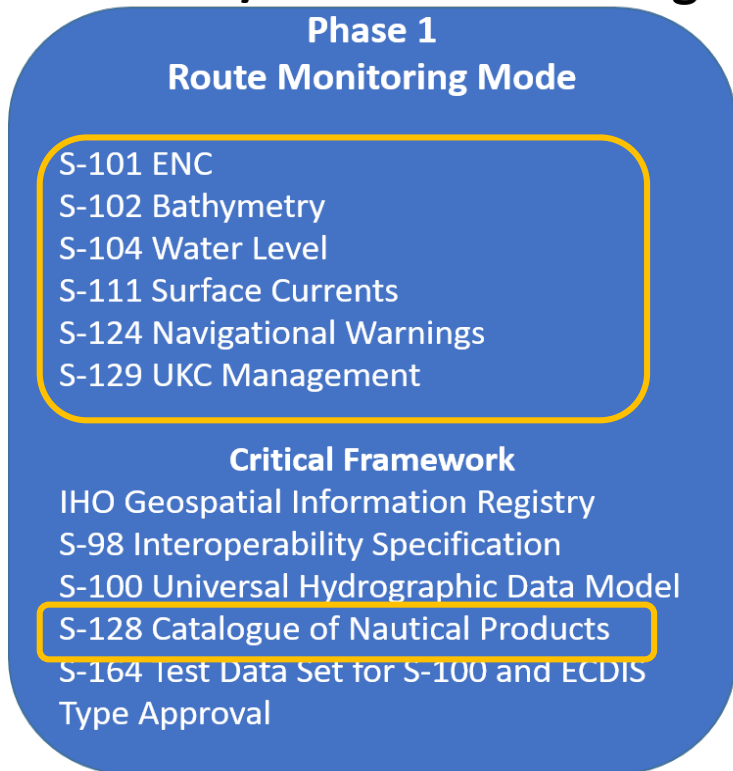 Phase 1
Route Monitoring Mode
S-101 ENC
S-102 Bathymetry
S-104 Water Level
S-111 Surface Currents
S-124 Navigational Warnings
S-129 UKC Management
Critical Framework
IHO Geospatial Information Registry
S-98 Interoperability Specification
S-100 Universal Hydrographic Data Model
S-128 Catalogue of Nautical Products
S-164 Test Data Set for S-100 and ECDIS
Type Approval